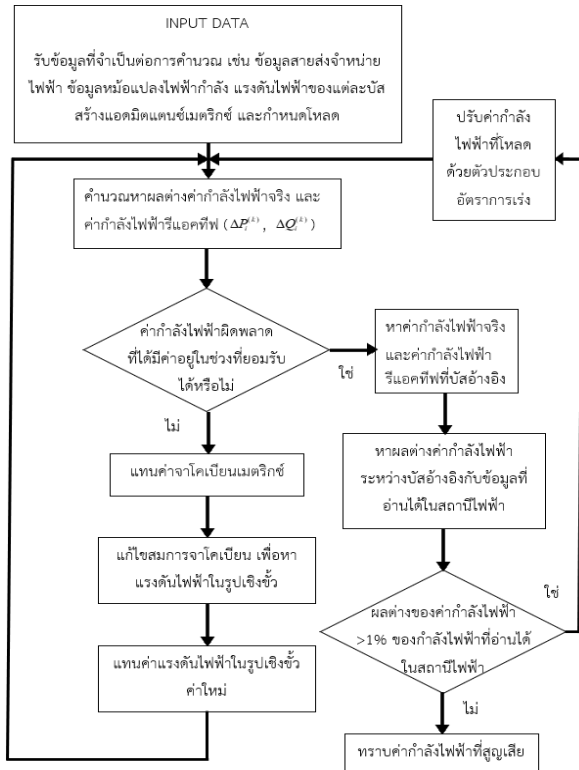 INPUT DATA
รับข้อมูลที่จำเป็นต่อการคำนวณ เช่น ข้อมูลสายส่งจำหน่าย
ไฟฟ้า ข้อมูลหม้อแปลงไฟฟ้ากำลัง แรงดันไฟฟ้าของแต่ละบัส
สร้างแอดมิตแตนซ์เมตริกซ์ และกำหนดโหลด
ปรับค่ากำลัง
ไฟฟ้าที่โหลด
ด้วยตัวประกอบ
อัตราการเร่ง
คำนวณหาผลต่างค่ากำลังไฟฟ้าจริง และ
ค่ากำลังไฟฟ้ารีแอคทีฟ (ΔP_i^(k), ΔQ_i^(k))
ค่ากำลังไฟฟ้าผิดพลาด
ที่ได้มีค่าอยู่ในช่วงที่ยอมรับ
ได้หรือไม่
ใช่
ไม่
หาค่ากำลังไฟฟ้าจริง
และค่ากำลังไฟฟ้า
รีแอคทีฟที่บัสอ้างอิง
แทนค่าจาโคเบียนเมตริกซ์
หาผลต่างค่ากำลังไฟฟ้า
ระหว่างบัสอ้างอิงกับข้อมูลที่
อ่านได้ในสถานีไฟฟ้า
แก้ไขสมการจาโคเบียน เพื่อหา
แรงดันไฟฟ้าในรูปเชิงขั้ว
ผลต่างของค่ากำลังไฟฟ้า
>1% ของกำลังไฟฟ้าที่อ่านได้
ในสถานีไฟฟ้า
ใช่
ไม่
แทนค่าแรงดันไฟฟ้าในรูปเชิงขั้ว
ค่าใหม่
ทราบค่ากำลังไฟฟ้าที่สูญเสีย